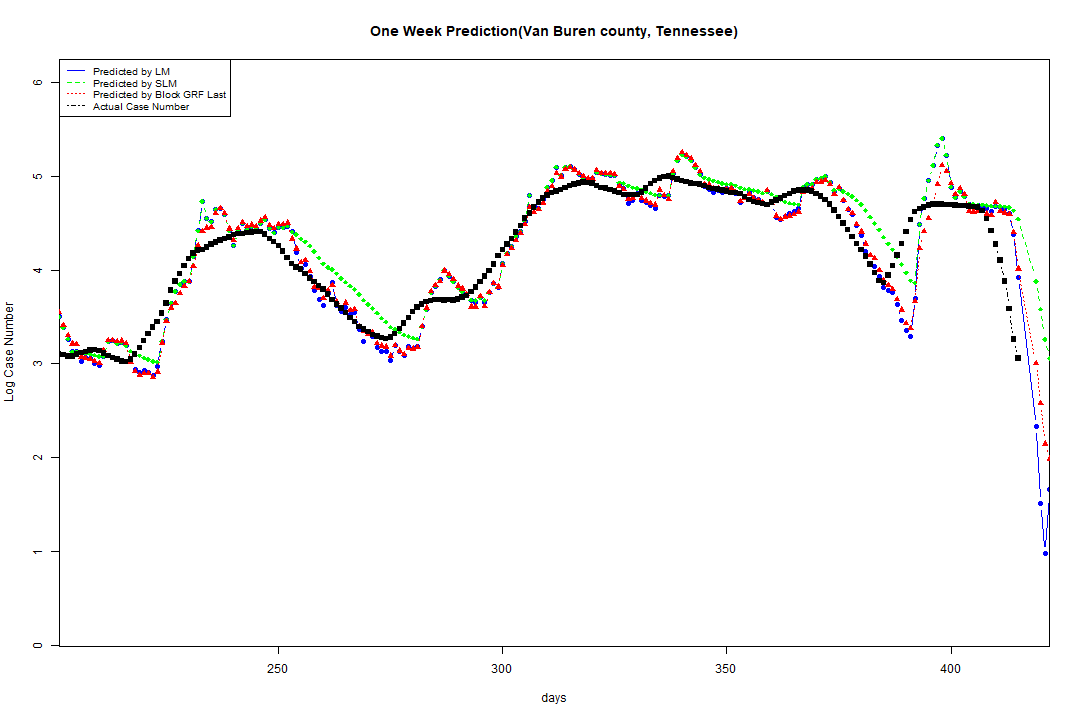 One Week Prediction(Van Buren county, Tennessee)
Predicted by LM
Predicted by SLM
Predicted by Block GRF Last
Actual Case Number
6
5
4
3
2
1
0
Log Case Number
250 300 350 400
days